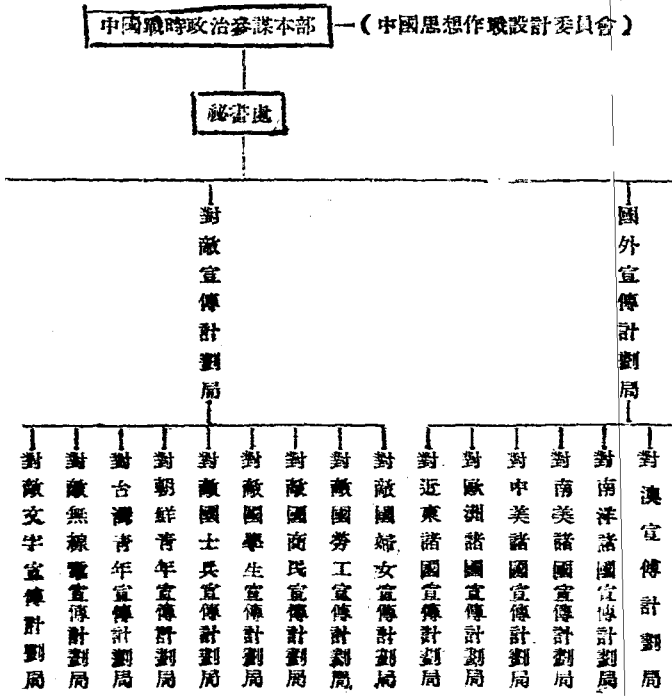 中國戰時政治參謀本部
（中國思想作戰設計委員會）
祕書處
國外宣傳計劃局
對敵宣傳計劃局
對澳宣傳計劃局
對南洋諸國宣傳計劃局
對南美諸國宣傳計劃局
對中美諸國宣傳計劃局
對歐洲諸國宣傳計劃局
對近東諸國宣傳計劃局
對敵國婦女宣傳計劃局
對敵國勞工宣傳計劃局
對敵國商民宣傳計劃局
對敵國學生宣傳計劃局
對敵國士兵宣傳計劃局
對朝鮮青年宣傳計劃局
對台灣青年宣傳計劃局
對敵無線電宣傳計劃局
對敵文字宣傳計劃局